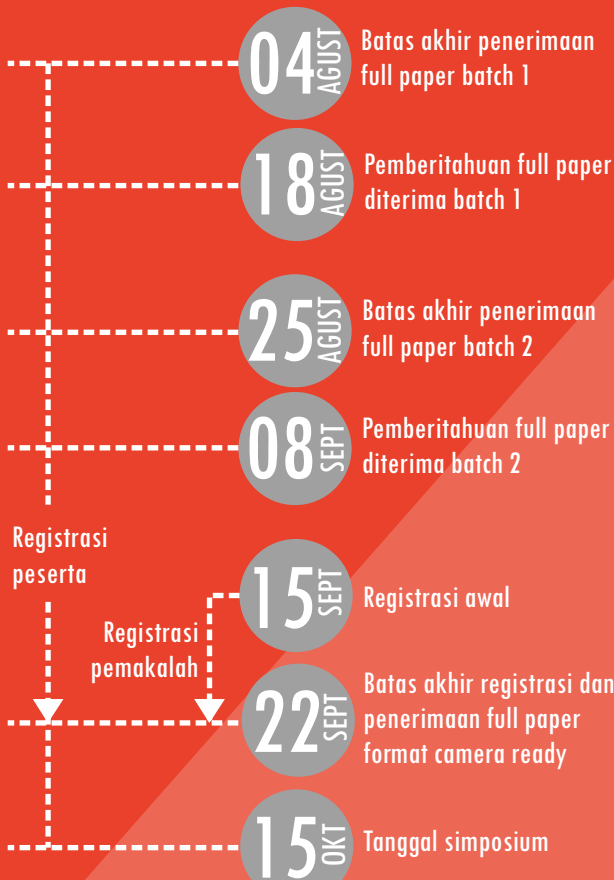 04 AGUST
Batas akhir penerimaan
full paper batch 1
18 AGUST
Pemberitahuan full paper
diterima batch 1
25 AGUST
Batas akhir penerimaan
full paper batch 2
08 SEPT
Pemberitahuan full paper
diterima batch 2
Registrasi
peserta
15 SEPT
Registrasi awal
Registrasi
pemakalah
22 SEPT
Batas akhir registrasi dan
penerimaan full paper
format camera ready
15 OKT
Tanggal simposium